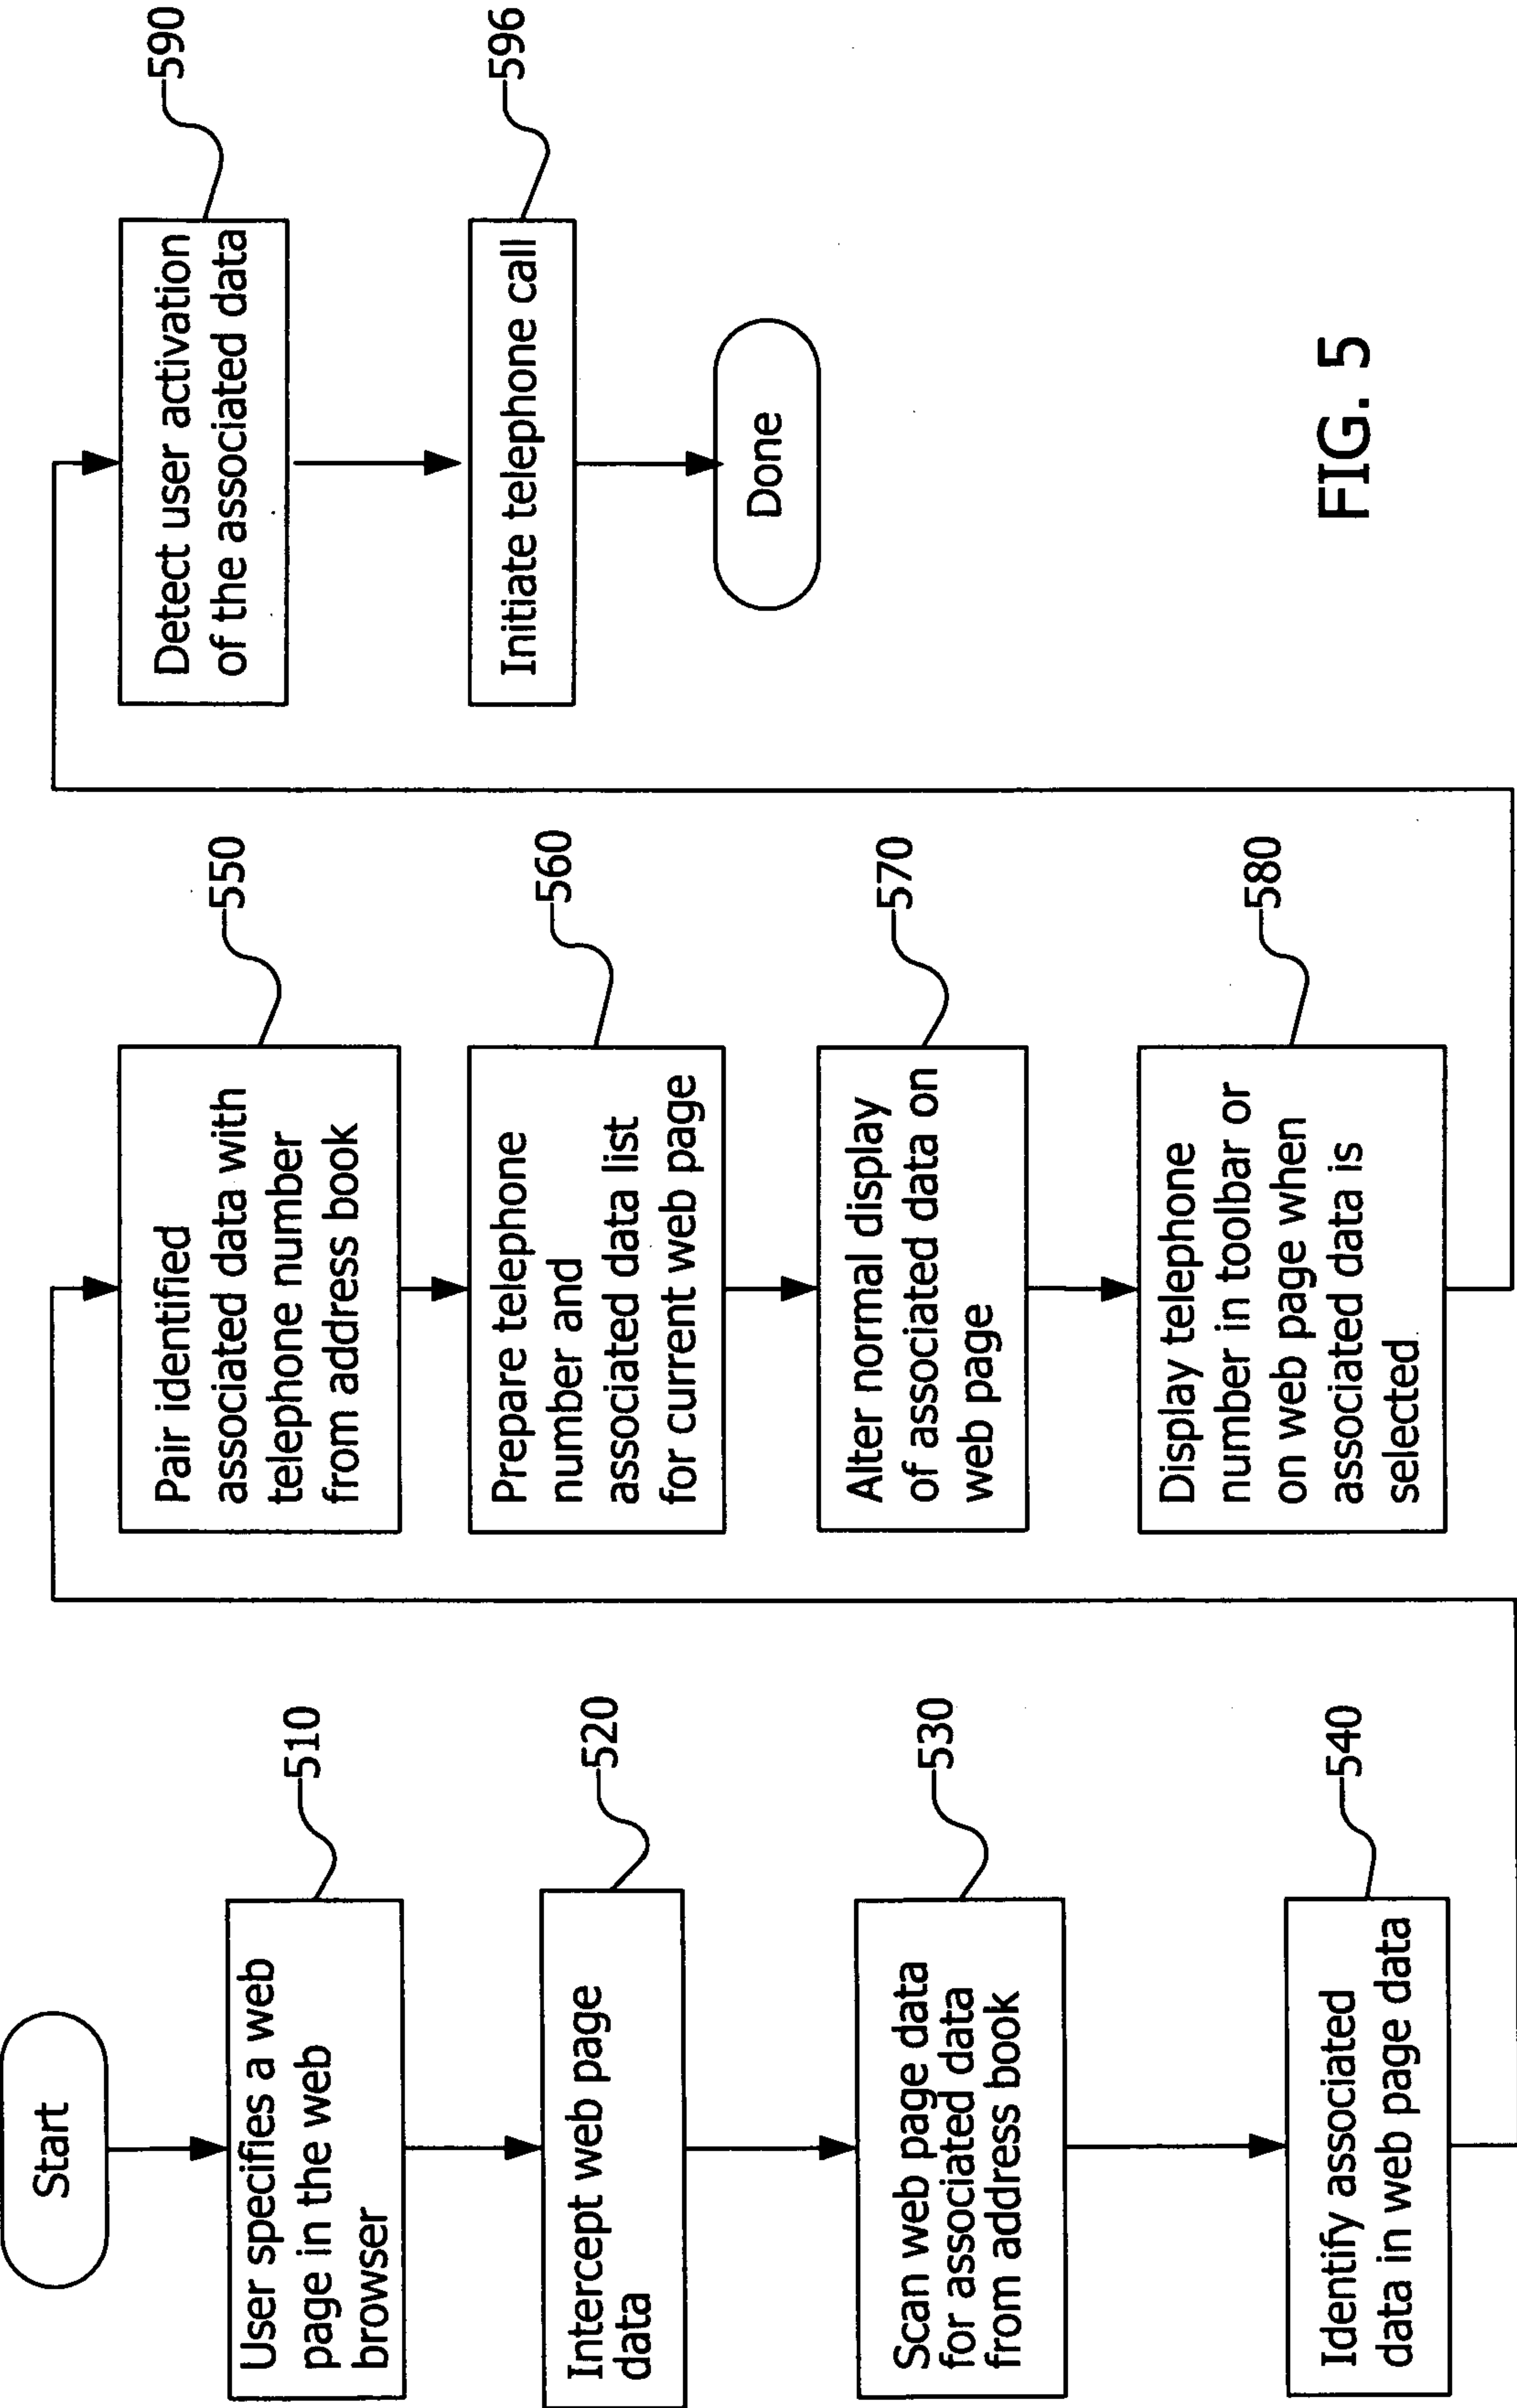 Start
User specifies a web
page in the web
browser
510
Intercept web page
data
520
Scan web page data
for associated data
from address book
530
Identify associated
data in web page data
540
Pair identified
associated data with
telephone number
from address book
550
Prepare telephone
number and
associated data list
for current web page
560
Alter normal display
of associated data on
web page
570
Display telephone
number in toolbar or
on web page when
associated data is
selected
580
Detect user activation
of the associated data
590
Initiate telephone call
596
Done
FIG. 5